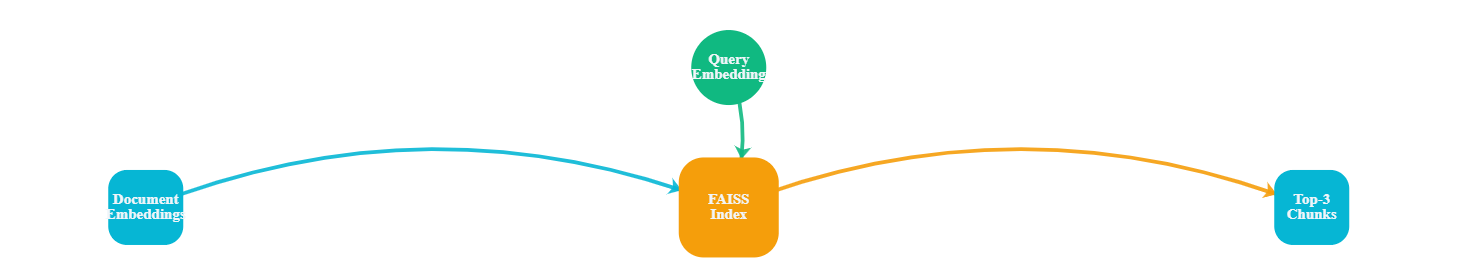 Query
Embedding
Document
Embeddings
FAISS
Index
Top-3
Chunks